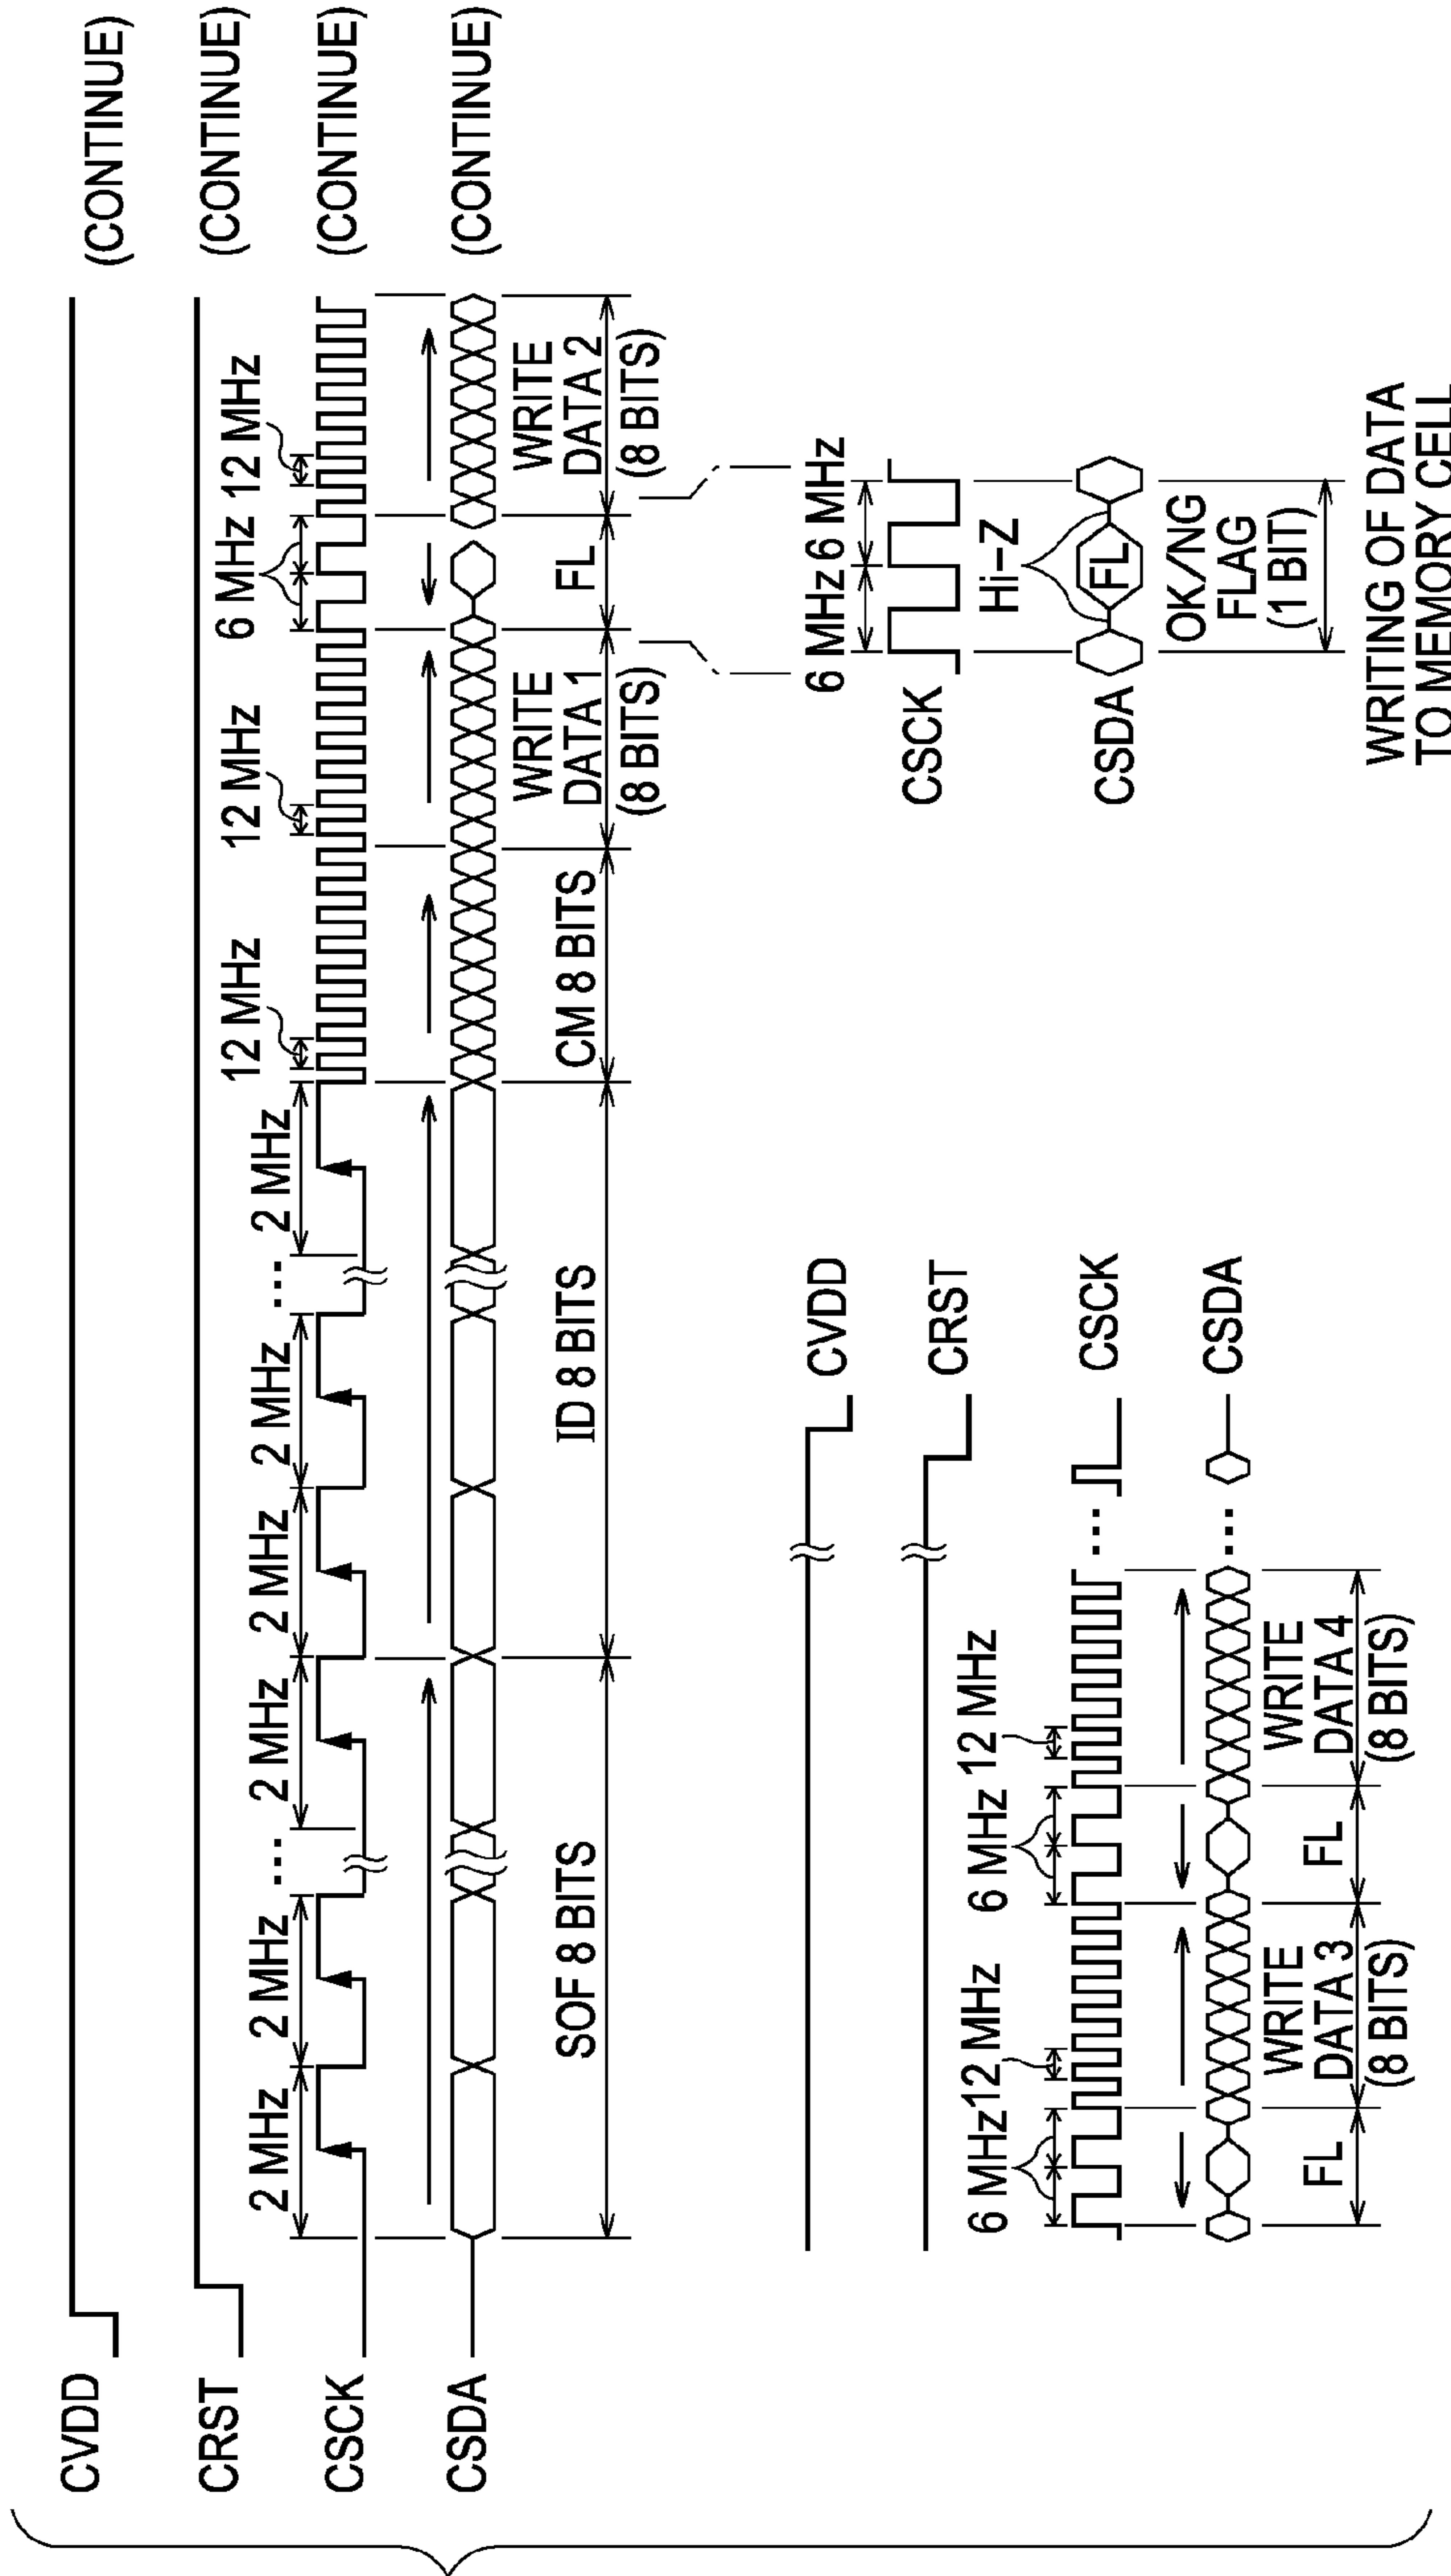 CVDD
(CONTINUE)
CRST
(CONTINUE)
2 MHz
2 MHz
...
2 MHz
2 MHz
2 MHz
...
2 MHz
12 MHz
12 MHz
6 MHz
12 MHz
CSCK
(CONTINUE)
CSDA
(CONTINUE)
SOF 8 BITS
ID 8 BITS
CM 8 BITS
WRITE
DATA 1
(8 BITS)
FL
WRITE
DATA 2
(8 BITS)
CVDD
CRST
6 MHz
12 MHz
6 MHz
12 MHz
...
CSCK
...
CSDA
FL
WRITE
DATA 3
(8 BITS)
FL
WRITE
DATA 4
(8 BITS)
6 MHz
6 MHz
CSCK
Hi-Z
CSDA
FL
OK/NG
FLAG
(1 BIT)
WRITING OF DATA
TO MEMORY CELL